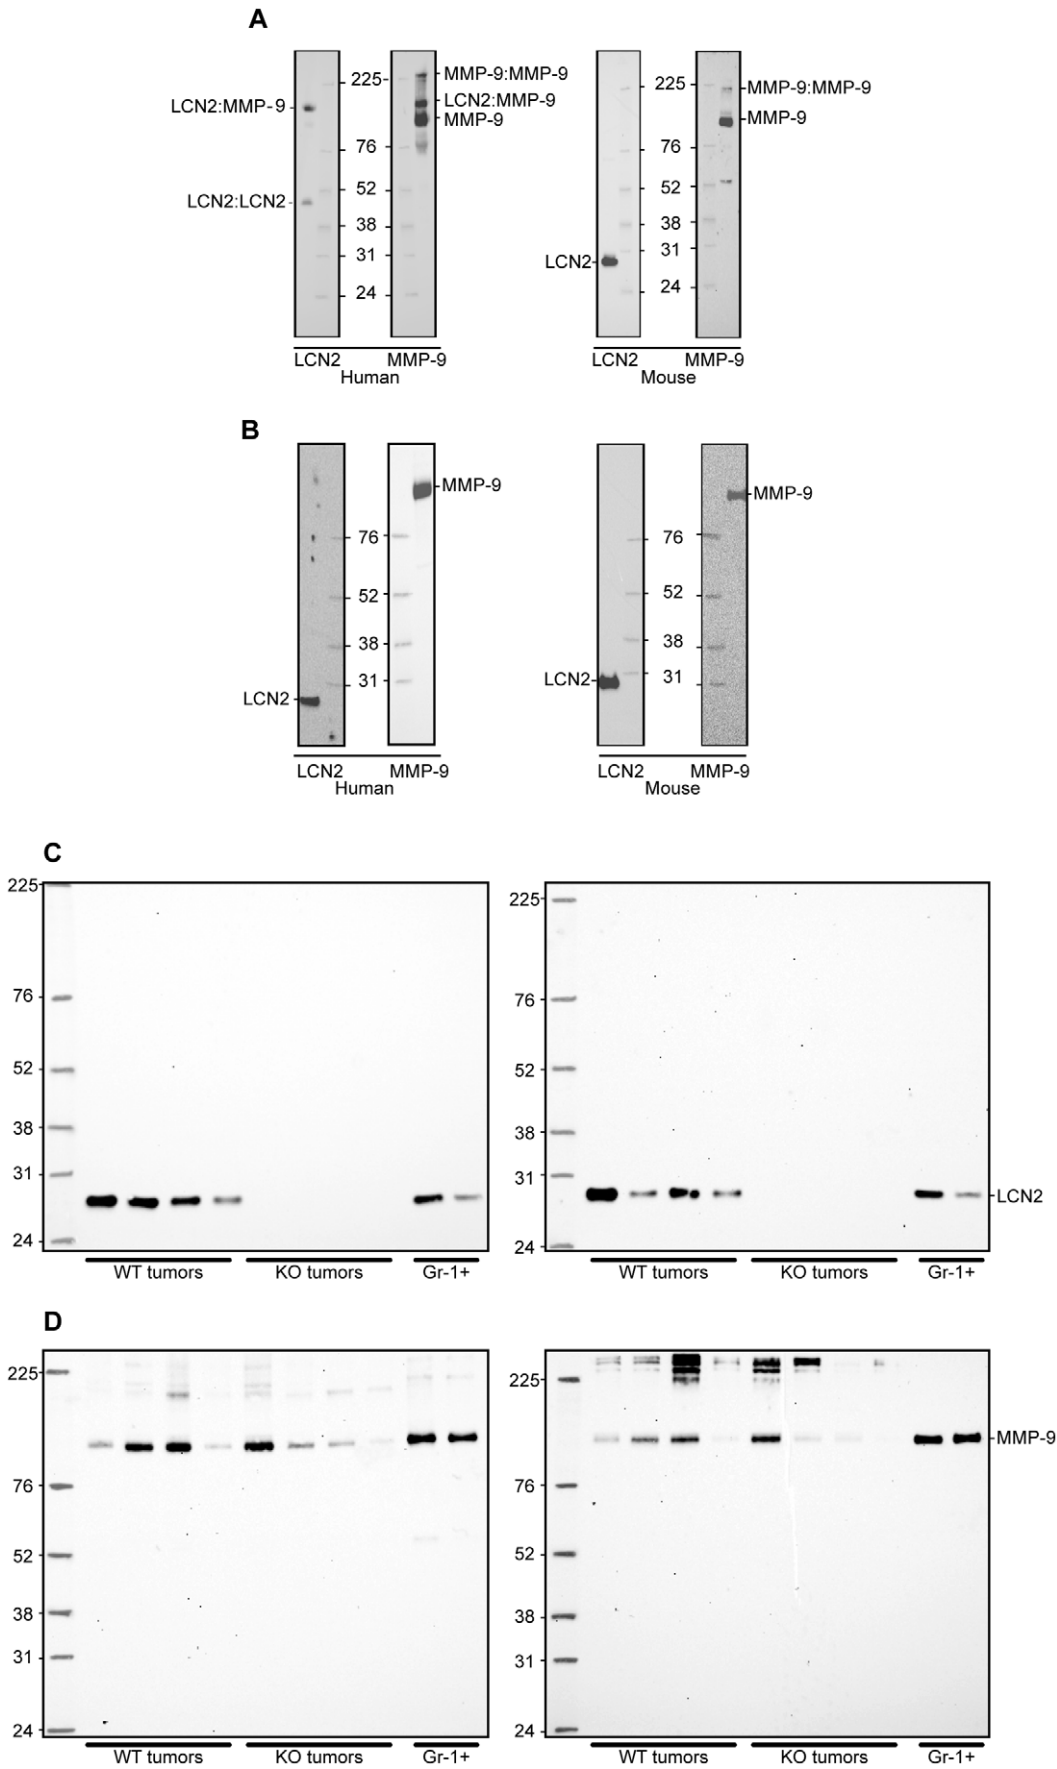 A
LCN2:MMP-9
LCN2:LCN2
225
76
52
38
31
24
MMP-9:MMP-9
LCN2:MMP-9
MMP-9
LCN2 MMP-9
Human
LCN2
225
76
52
38
31
24
MMP-9:MMP-9
MMP-9
LCN2 MMP-9
Mouse
B
LCN2
76
52
38
31
MMP-9
LCN2 MMP-9
Human
LCN2
76
52
38
31
MMP-9
LCN2 MMP-9
Mouse
C
225
76
52
38
31
24
WT tumors KO tumors Gr-1+
225
76
52
38
31
24
LCN2
WT tumors KO tumors Gr-1+
D
225
76
52
38
31
24
WT tumors KO tumors Gr-1+
225
76
52
38
31
24
MMP-9
WT tumors KO tumors Gr-1+